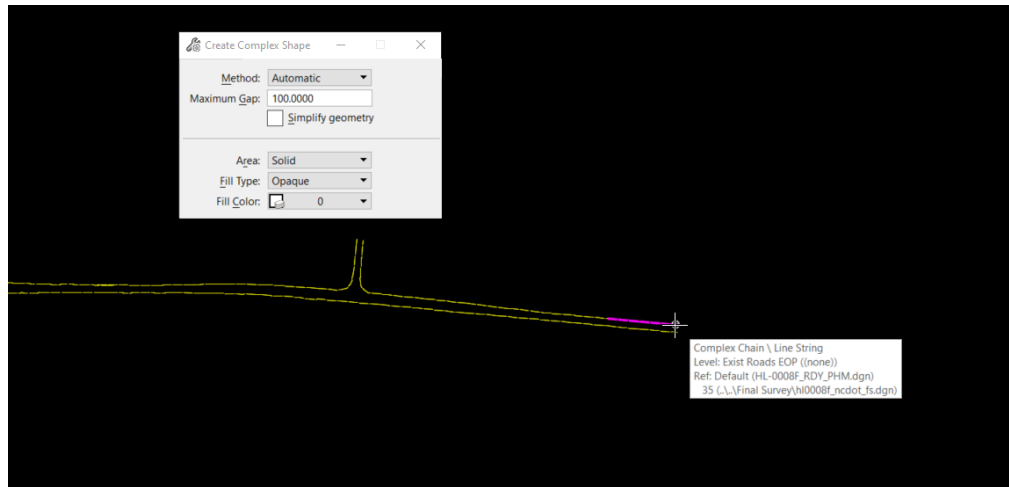 Create Complex Shape
Method: Automatic
Maximum Gap: 100.0000
Simplify geometry
Area: Solid
Fill Type: Opaque
Fill Color: 0
Complex Chain \ Line String
Level: Exist Roads EOP ((none))
Ref: Default (HL-0008F_RDY_PHM.dgn)
35 (..\..\Final Survey\hl0008f_ncdot_fs.dgn)